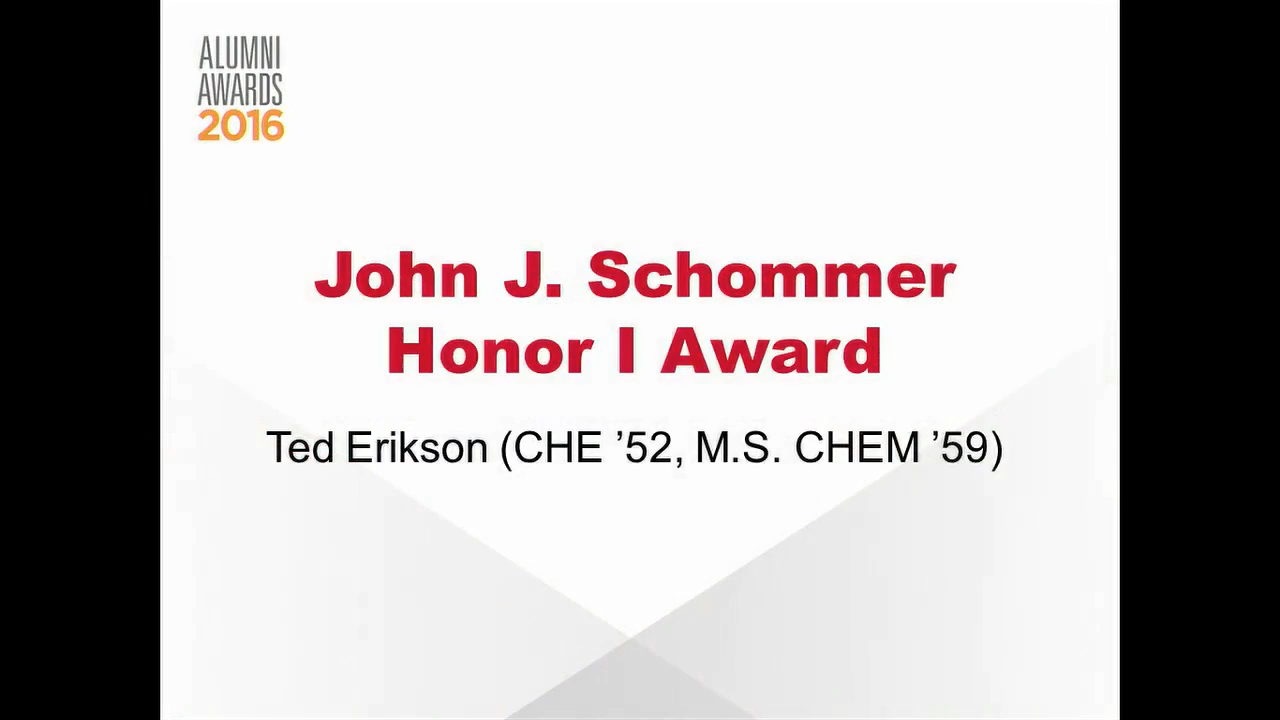 ALUMNI
AWARDS
2016
John J. Schommer
Honor I Award
Ted Erikson (CHE ’52, M.S. CHEM ’59)